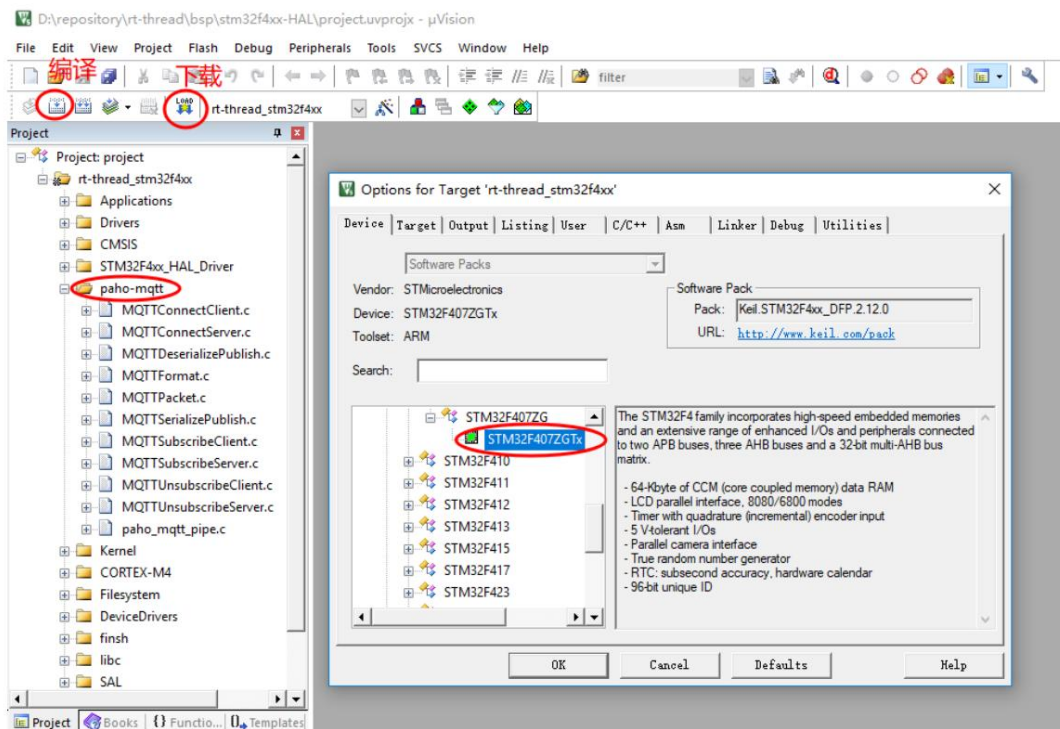 D:\repository\rt-thread\bsp\stm32f4xx-HAL\project.uvprojx - µVision
File Edit View Project Flash Debug Peripherals Tools SVCS Window Help
编译 下载
filter
LOAD
rt-thread_stm32f4xx
Project
Project: project
rt-thread_stm32f4xx
Applications
Drivers
CMSIS
STM32F4xx_HAL_Driver
paho-mqtt
MQTTConnectClient.c
MQTTConnectServer.c
MQTTDeserializePublish.c
MQTTFormat.c
MQTTPacket.c
MQTTSerializePublish.c
MQTTSubscribeClient.c
MQTTSubscribeServer.c
MQTTUnsubscribeClient.c
MQTTUnsubscribeServer.c
paho_mqtt_pipe.c
Kernel
CORTEX-M4
Filesystem
DeviceDrivers
finsh
libc
SAL
Project Books {} Functio... Templates
Options for Target 'rt-thread_stm32f4xx'
Device Target Output Listing User C/C++ Asm Linker Debug Utilities
Software Packs
Vendor: STMicroelectronics
Device: STM32F407ZGTx
Toolset: ARM
Search:
Software Pack
Pack: Keil.STM32F4xx_DFP.2.12.0
URL: http://www.keil.com/pack
STM32F407ZG
STM32F407ZGTx
STM32F410
STM32F411
STM32F412
STM32F413
STM32F415
STM32F417
STM32F423
The STM32F4 family incorporates high-speed embedded memories
and an extensive range of enhanced I/Os and peripherals connected
to two APB buses, three AHB buses and a 32-bit multi-AHB bus
matrix.
- 64-Kbyte of CCM (core coupled memory) data RAM
- LCD parallel interface, 8080/6800 modes
- Timer with quadrature (incremental) encoder input
- 5 V-tolerant I/Os
- Parallel camera interface
- True random number generator
- RTC: subsecond accuracy, hardware calendar
- 96-bit unique ID
OK Cancel Defaults Help